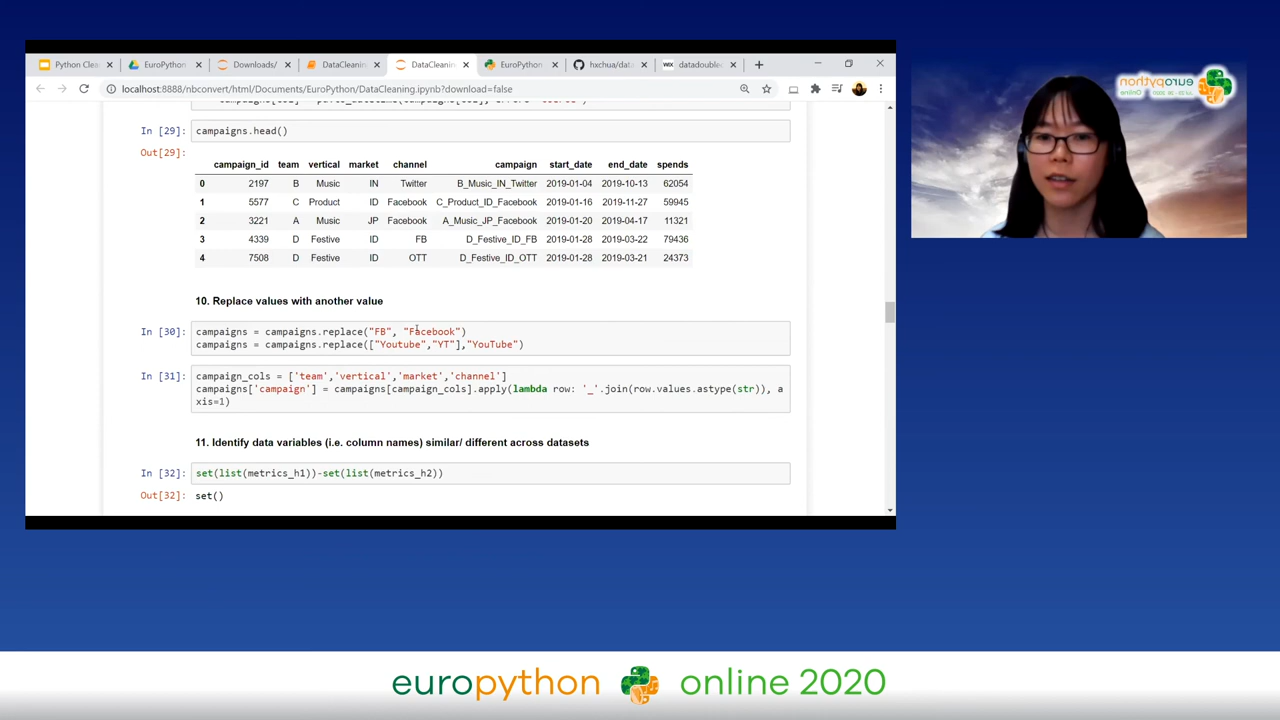 Python Clea
EuroPython
Downloads/
DataCleanin
DataCleanin
EuroPython
hxchua/data
WiX datadouble
localhost:8888/nbconvert/html/Documents/EuroPython/DataCleaning.ipynb?download=
In [29]: campaigns.head()
Out[29]:
campaign_id team vertical market channel campaign start_date end_date spends
0 2197 B Music IN Twitter B_Music_IN_Twitter 2019-01-04 2019-10-13 62054
1 5577 C Product ID Facebook C_Product_ID_Facebook 2019-01-16 2019-11-27 59945
2 3221 A Music JP Facebook A_Music_JP_Facebook 2019-01-20 2019-04-17 11321
3 4339 D Festive ID FB D_Festive_ID_FB 2019-01-28 2019-03-22 79436
4 7508 D Festive ID OTT D_Festive_ID_OTT 2019-01-28 2019-03-21 24373
10. Replace values with another value
In [30]: campaigns = campaigns.replace("FB", "Facebook")
campaigns = campaigns.replace(["Youtube","YT"],"YouTube")
In [31]: campaign_cols = ['team','vertical','market','channel']
campaigns['campaign'] = campaigns[campaign_cols].apply(lambda row: '_'.join(row.values.astype(str)), a
xis=1)
11. Identify data variables (i.e. column names) similar/ different across datasets
In [32]: set(list(metrics_h1))-set(list(metrics_h2))
Out[32]: set()
europython
Online
europython online 2020